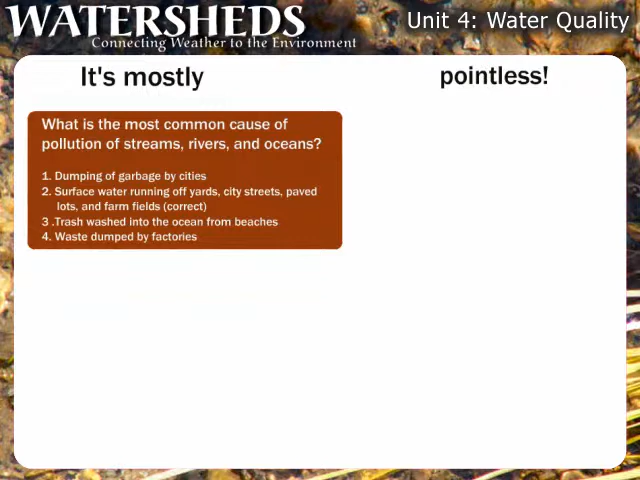 WATERSHEDS
Connecting Weather to the Environment
Unit 4: Water Quality
It's mostly
pointless!
What is the most common cause of
pollution of streams, rivers, and oceans?
1. Dumping of garbage by cities
2. Surface water running off yards, city streets, paved
lots, and farm fields (correct)
3 .Trash washed into the ocean from beaches
4. Waste dumped by factories